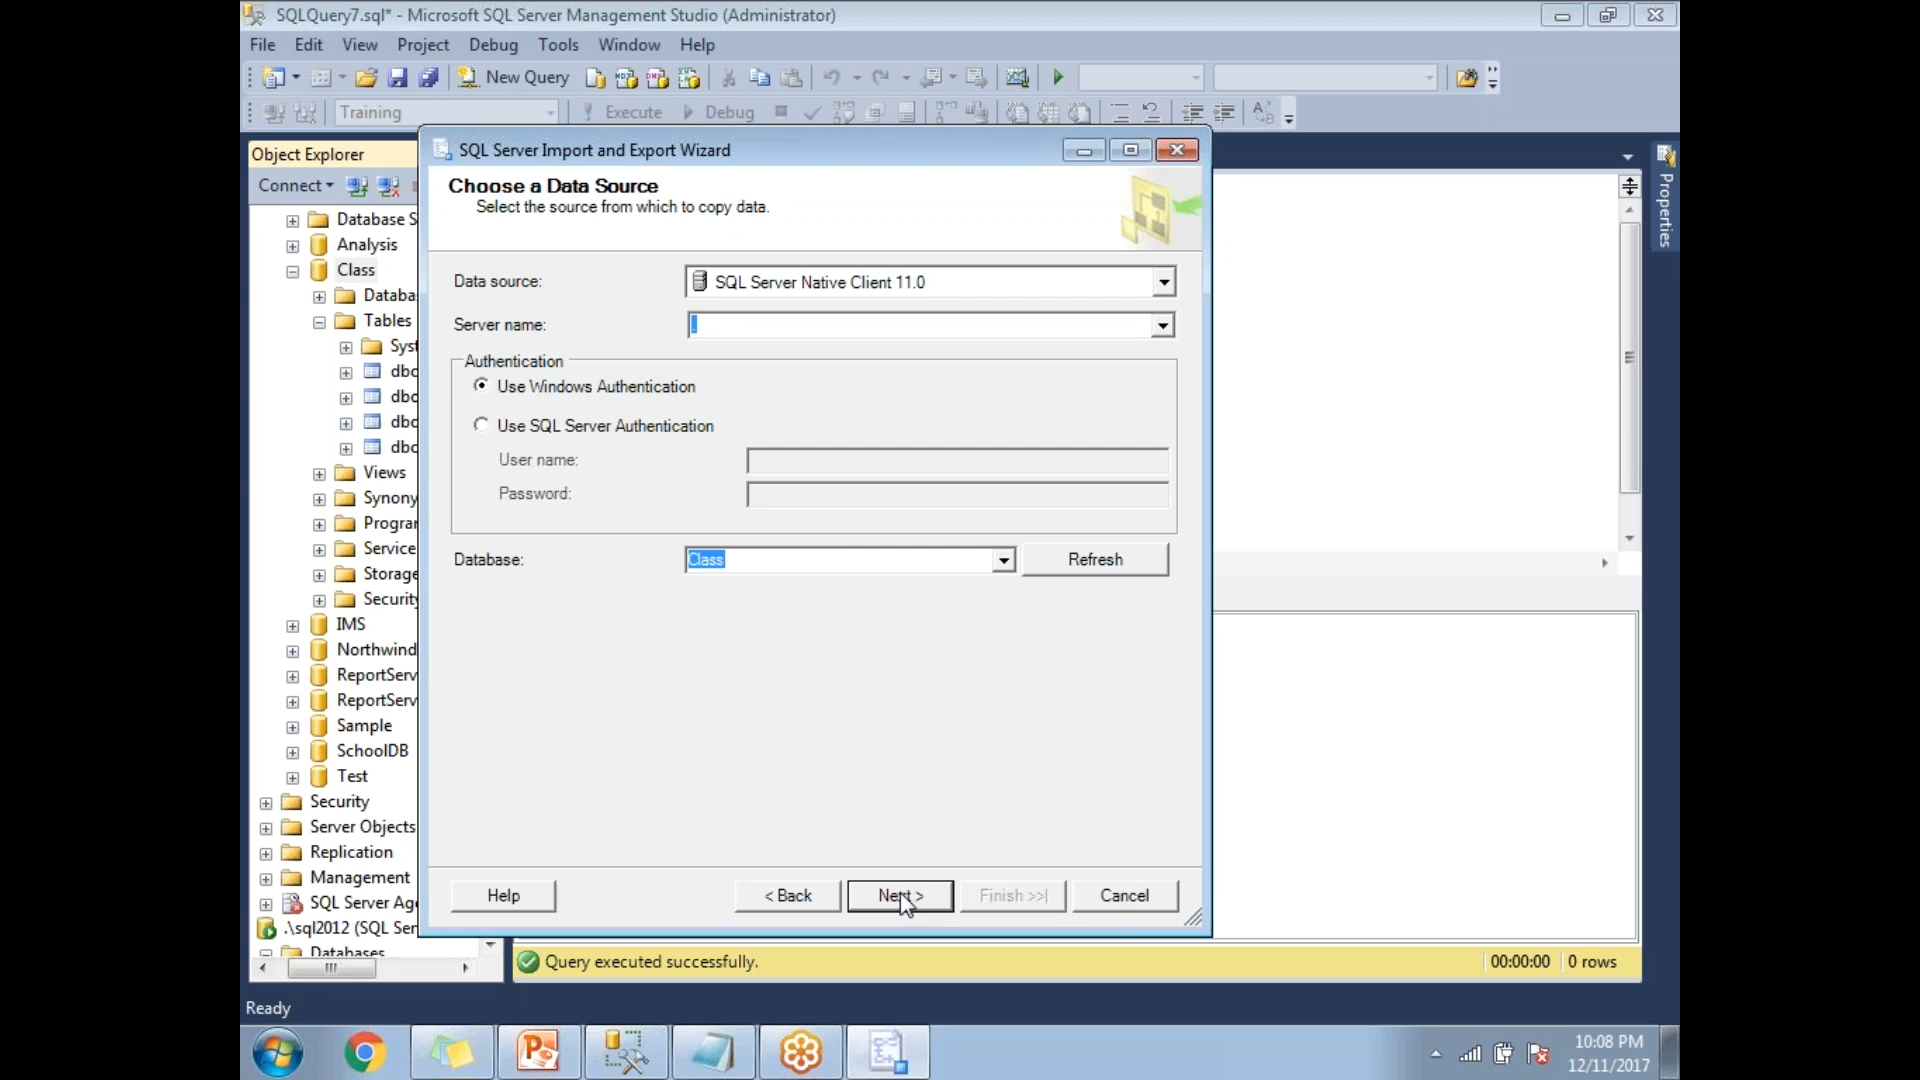 SQLQuery7.sql* - Microsoft SQL Server Management Studio (Administrator)
File Edit View Project Debug Tools Window Help
New Query
Training Execute Debug
Object Explorer
Connect
Database S
Analysis
Class
Databa
Tables
Syst
dbo
dbo
dbo
dbo
Views
Synony
Progran
Service
Storage
Security
IMS
Northwind
ReportServ
ReportServ
Sample
SchoolDB
Test
Security
Server Objects
Replication
Management
SQL Server Age
.\sql2012 (SQL Ser
Databases
SQL Server Import and Export Wizard
Choose a Data Source
Select the source from which to copy data.
Data source: SQL Server Native Client 11.0
Server name: .
Authentication
Use Windows Authentication
Use SQL Server Authentication
User name:
Password:
Database: Class Refresh
Help < Back Next > Finish >>| Cancel
Properties
Query executed successfully. 00:00:00 0 rows
Ready
10:08 PM
12/11/2017